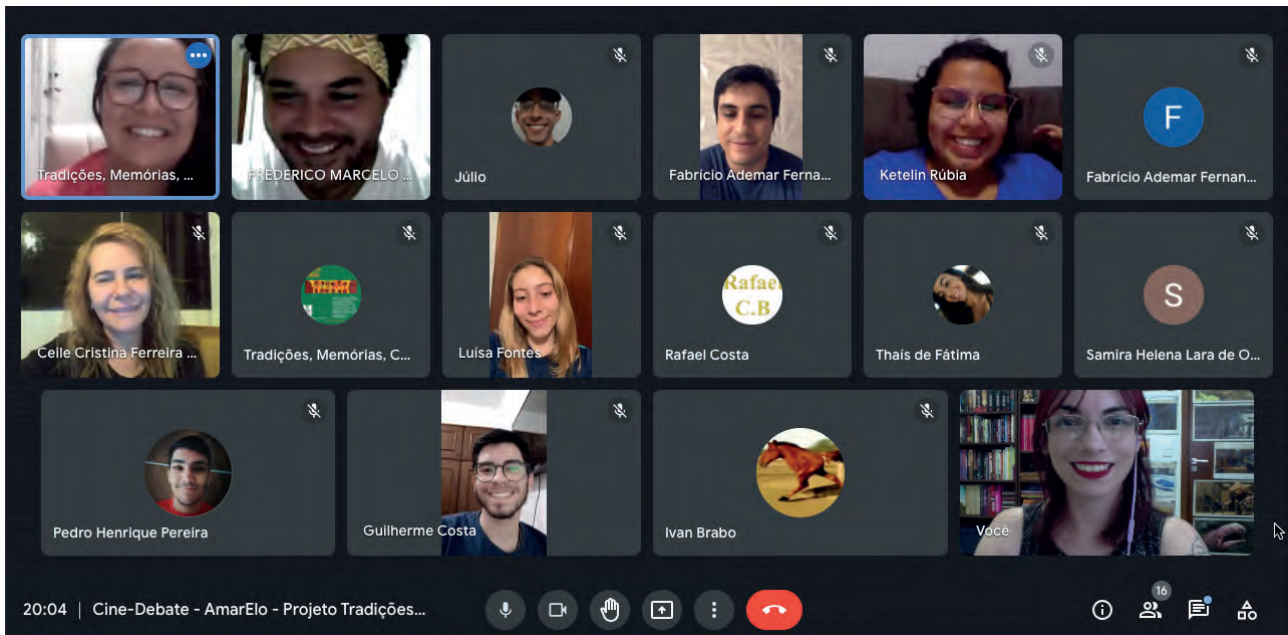 Tradições, Memórias, ...
FREDERICO MARCELO ...
Júlio
Fabrício Ademar Ferna...
Ketelin Rúbia
F
Fabricio Ademar Fernan...
Ceile Cristina Ferreira ...
Tradições, Memórias, C...
Luísa Fontes
Rafael
C.B
Rafael Costa
Thaís de Fátima
S
Samira Helena Lara de O...
Pedro Henrique Pereira
Guilherme Costa
Ivan Brabo
Você
20:04 | Cine-Debate - AmarElo - Projeto Tradições...
16